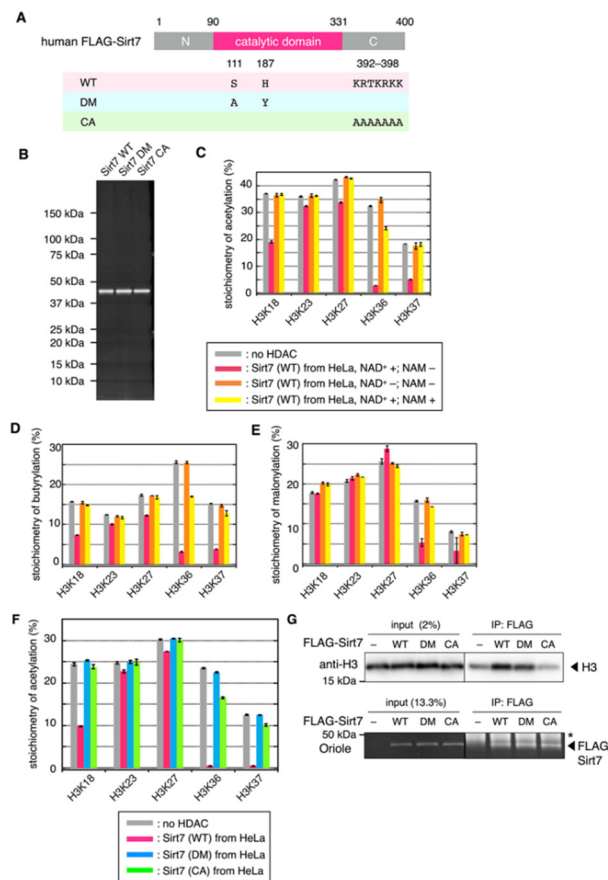 A
1 90 331 400
human FLAG-Sirt7 N catalytic domain C
111 187 392–398
WT S H KRTKRKK
DM A Y
CA AAAAAAA
B
Sirt7 WT
Sirt7 DM
Sirt7 CA
150 kDa
100 kDa
75 kDa
50 kDa
37 kDa
25 kDa
20 kDa
15 kDa
10 kDa
C
stoichiometry of acetylation (%)
40
30
20
10
0
H3K18 H3K23 H3K27 H3K36 H3K37
: no HDAC
: Sirt7 (WT) from HeLa, NAD⁺ +; NAM −
: Sirt7 (WT) from HeLa, NAD⁺ −; NAM −
: Sirt7 (WT) from HeLa, NAD⁺ +; NAM +
D
stoichiometry of butyrylation (%)
30
20
10
0
H3K18 H3K23 H3K27 H3K36 H3K37
E
stoichiometry of malonylation (%)
30
20
10
0
H3K18 H3K23 H3K27 H3K36 H3K37
F
stoichiometry of acetylation (%)
30
20
10
0
H3K18 H3K23 H3K27 H3K36 H3K37
: no HDAC
: Sirt7 (WT) from HeLa
: Sirt7 (DM) from HeLa
: Sirt7 (CA) from HeLa
G
input (2%) IP: FLAG
FLAG-Sirt7 – WT DM CA – WT DM CA
anti-H3 ◀ H3
15 kDa
input (13.3%) IP: FLAG
FLAG-Sirt7 – WT DM CA – WT DM CA
50 kDa *
Oriole ◀ FLAG
Sirt7